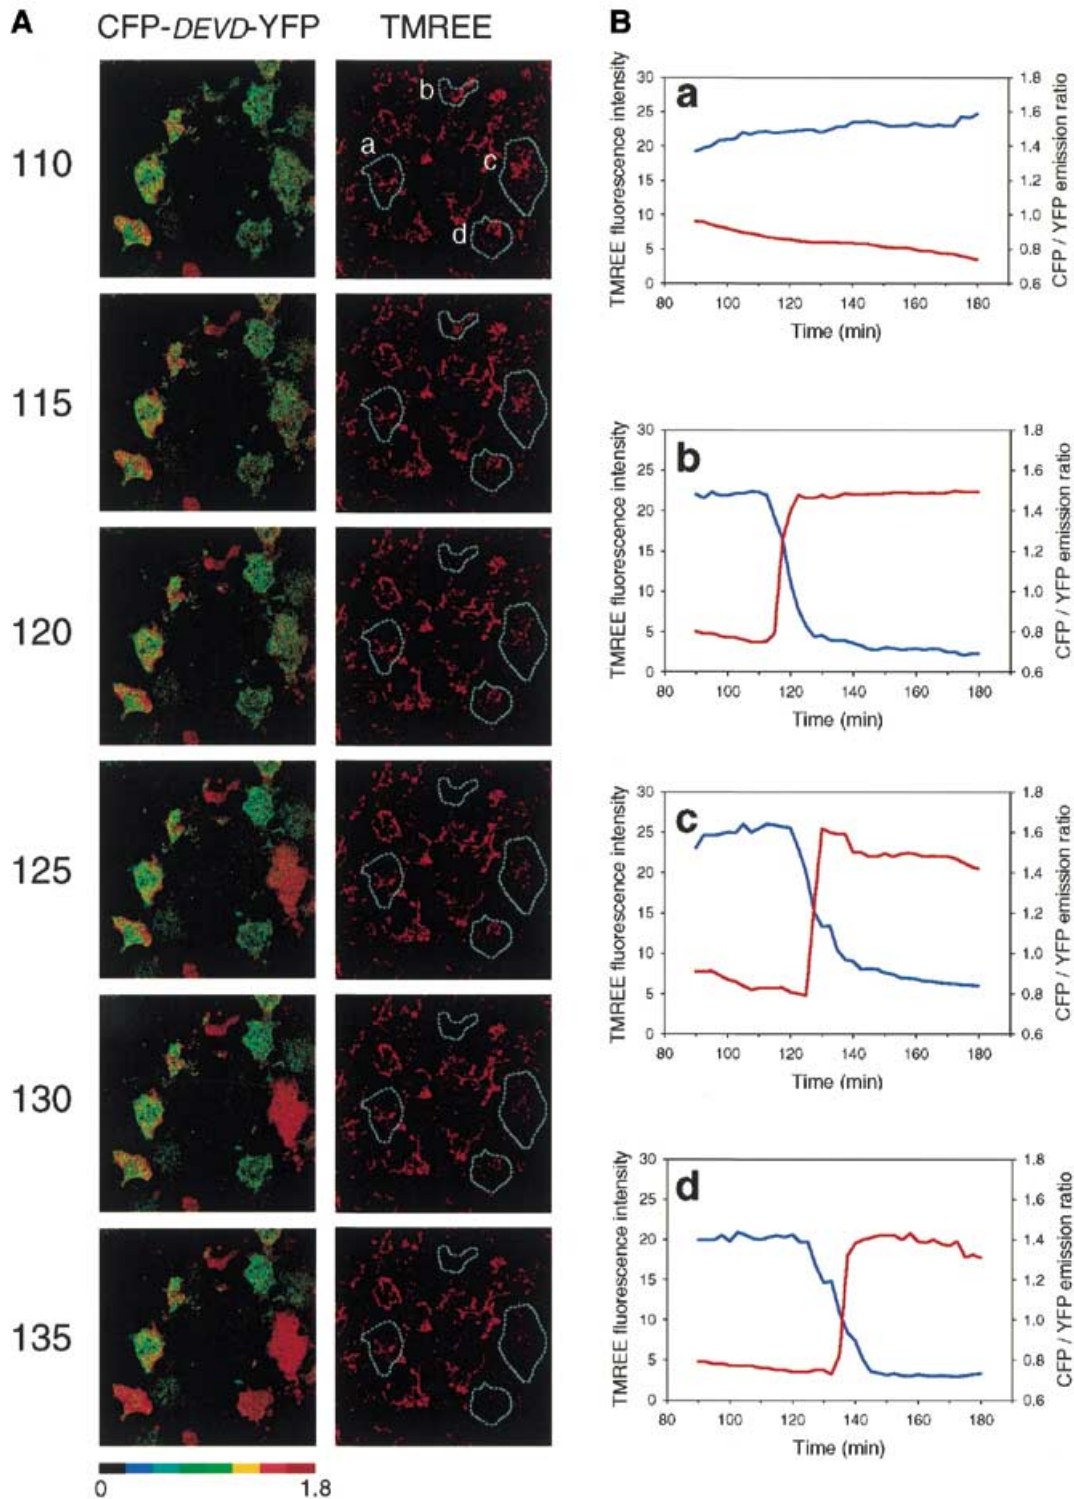 A
CFP-DEVD-YFP
TMREE
110
a
b
c
d
115
120
125
130
135
0
1.8
B
a
TMREE fluorescence intensity
30
25
20
15
10
5
0
1.8
1.6
1.4
1.2
1.0
0.8
0.6
CFP / YFP emission ratio
80 100 120 140 160 180
Time (min)
b
TMREE fluorescence intensity
30
25
20
15
10
5
0
1.8
1.6
1.4
1.2
1.0
0.8
0.6
CFP / YFP emission ratio
80 100 120 140 160 180
Time (min)
c
TMREE fluorescence intensity
30
25
20
15
10
5
0
1.8
1.6
1.4
1.2
1.0
0.8
0.6
CFP / YFP emission ratio
80 100 120 140 160 180
Time (min)
d
TMREE fluorescence intensity
30
25
20
15
10
5
0
1.8
1.6
1.4
1.2
1.0
0.8
0.6
CFP / YFP emission ratio
80 100 120 140 160 180
Time (min)